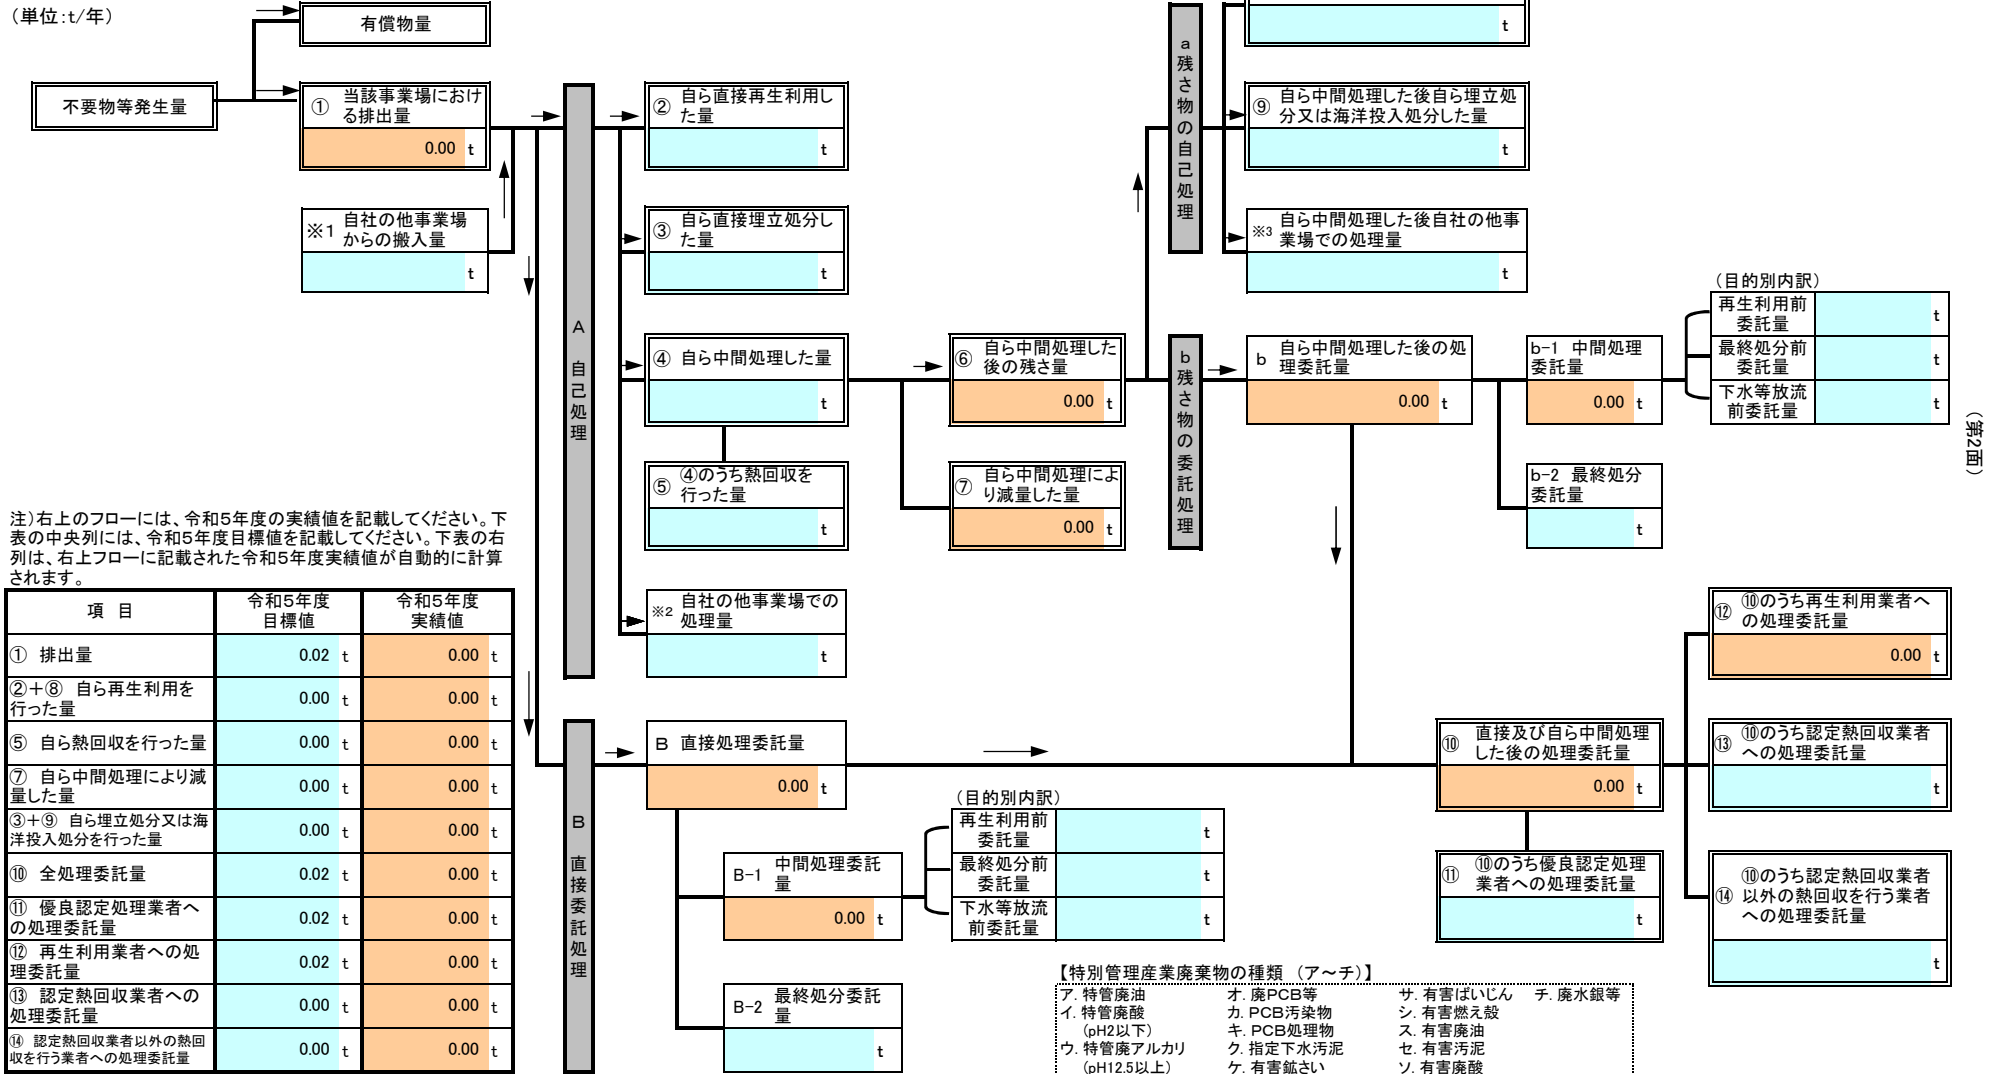 （単位:t/年）
有償物量
不要物等発生量
① 当該事業場におけ
る排出量
0.00 t
※1 自社の他事業場
からの搬入量
t
A 自己処理
② 自ら直接再生利用し
た量
t
③ 自ら直接埋立処分し
た量
t
④ 自ら中間処理した量
t
⑤ ④のうち熱回収を
行った量
t
※2 自社の他事業場での
処理量
t
⑥ 自ら中間処理した
後の残さ量
0.00 t
⑦ 自ら中間処理によ
り減量した量
0.00 t
a残さ物の自己処理
t
⑨ 自ら中間処理した後自ら埋立処
分又は海洋投入処分した量
t
※3 自ら中間処理した後自社の他事
業場での処理量
t
b残さ物の委託処理
b 自ら中間処理した後の処
理委託量
0.00 t
b-1 中間処理
委託量
0.00 t
b-2 最終処分
委託量
t
（目的別内訳）
再生利用前
委託量 t
最終処分前
委託量 t
下水等放流
前委託量 t
（第2面）
注）右上のフローには、令和5年度の実績値を記載してください。下
表の中央列には、令和5年度目標値を記載してください。下表の右
列は、右上フローに記載された令和5年度実績値が自動的に計算
されます。
項 目 令和5年度 目標値 令和5年度 実績値
① 排出量 0.02 t 0.00 t
②＋⑧ 自ら再生利用を
行った量 0.00 t 0.00 t
⑤ 自ら熱回収を行った量 0.00 t 0.00 t
⑦ 自ら中間処理により減
量した量 0.00 t 0.00 t
③＋⑨ 自ら埋立処分又は海
洋投入処分を行った量 0.00 t 0.00 t
⑩ 全処理委託量 0.02 t 0.00 t
⑪ 優良認定処理業者へ
の処理委託量 0.02 t 0.00 t
⑫ 再生利用業者への処
理委託量 0.02 t 0.00 t
⑬ 認定熱回収業者への
処理委託量 0.00 t 0.00 t
⑭ 認定熱回収業者以外の熱回
収を行う業者への処理委託量 0.00 t 0.00 t
B 直接委託処理
B 直接処理委託量
0.00 t
B-1 中間処理委託
量
0.00 t
B-2 最終処分委託
量
t
（目的別内訳）
再生利用前
委託量 t
最終処分前
委託量 t
下水等放流
前委託量 t
⑩ 直接及び自ら中間処理
した後の処理委託量
0.00 t
⑪ ⑩のうち優良認定処理
業者への処理委託量
t
⑫ ⑩のうち再生利用業者へ
の処理委託量
0.00 t
⑬ ⑩のうち認定熱回収業者
への処理委託量
t
⑭ ⑩のうち認定熱回収業者
以外の熱回収を行う業者
への処理委託量
t
【特別管理産業廃棄物の種類 （ア～チ）】
ア. 特管廃油 オ. 廃PCB等 サ. 有害ばいじん チ. 廃水銀等
イ. 特管廃酸 カ. PCB汚染物 シ. 有害燃え殻
（pH2以下） キ. PCB処理物 ス. 有害廃油
ウ. 特管廃アルカリ ク. 指定下水汚泥 セ. 有害汚泥
（pH12.5以上） ケ. 有害鉱さい ソ. 有害廃酸